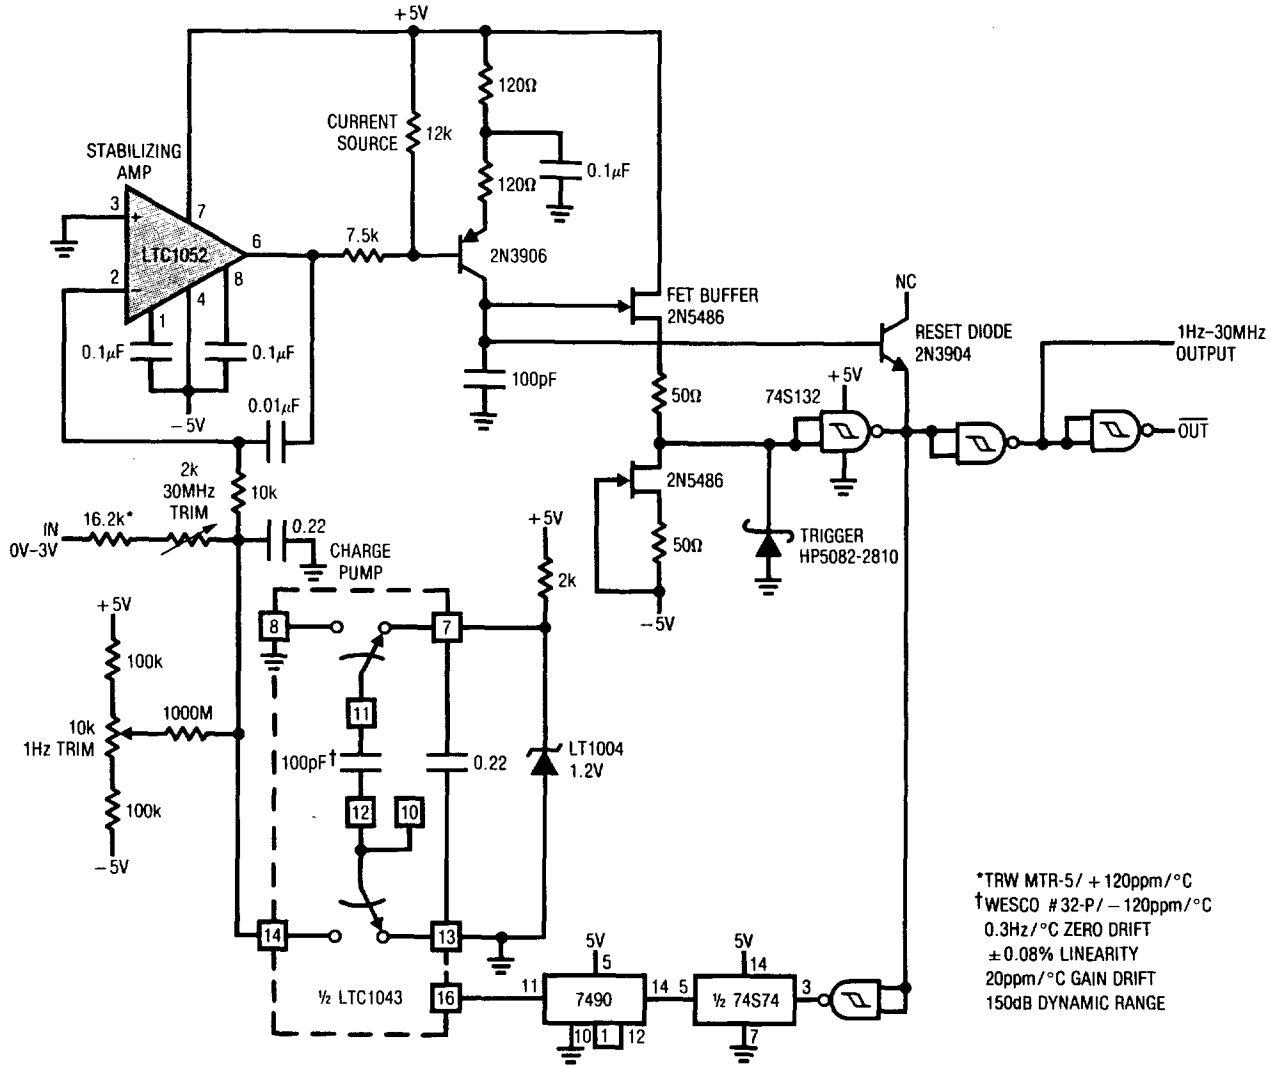 +5V
120Ω
CURRENT
SOURCE
12k
0.1µF
120Ω
STABILIZING
AMP
3
+
7
LTC1052
6
2
−
8
4
1
7.5k
2N3906
0.1µF
0.1µF
−5V
100pF
FET BUFFER
2N5486
NC
RESET DIODE
2N3904
1Hz-30MHz
OUTPUT
50Ω
74S132
+5V
OUT
0.01µF
2k
30MHz
TRIM
10k
2N5486
IN
0V-3V
16.2k*
0.22
+5V
50Ω
TRIGGER
HP5082-2810
CHARGE
PUMP
2k
−5V
+5V
8
7
100k
11
1000M
10k
1Hz TRIM
100pF†
0.22
LT1004
1.2V
100k
12
10
−5V
14
13
*TRW MTR-5/ +120ppm/°C
†WESCO #32-P/ −120ppm/°C
0.3Hz/°C ZERO DRIFT
±0.08% LINEARITY
20ppm/°C GAIN DRIFT
150dB DYNAMIC RANGE
5V
5
5V
14
½ LTC1043
16
11
7490
14
5
½ 74S74
3
10
1
12
7